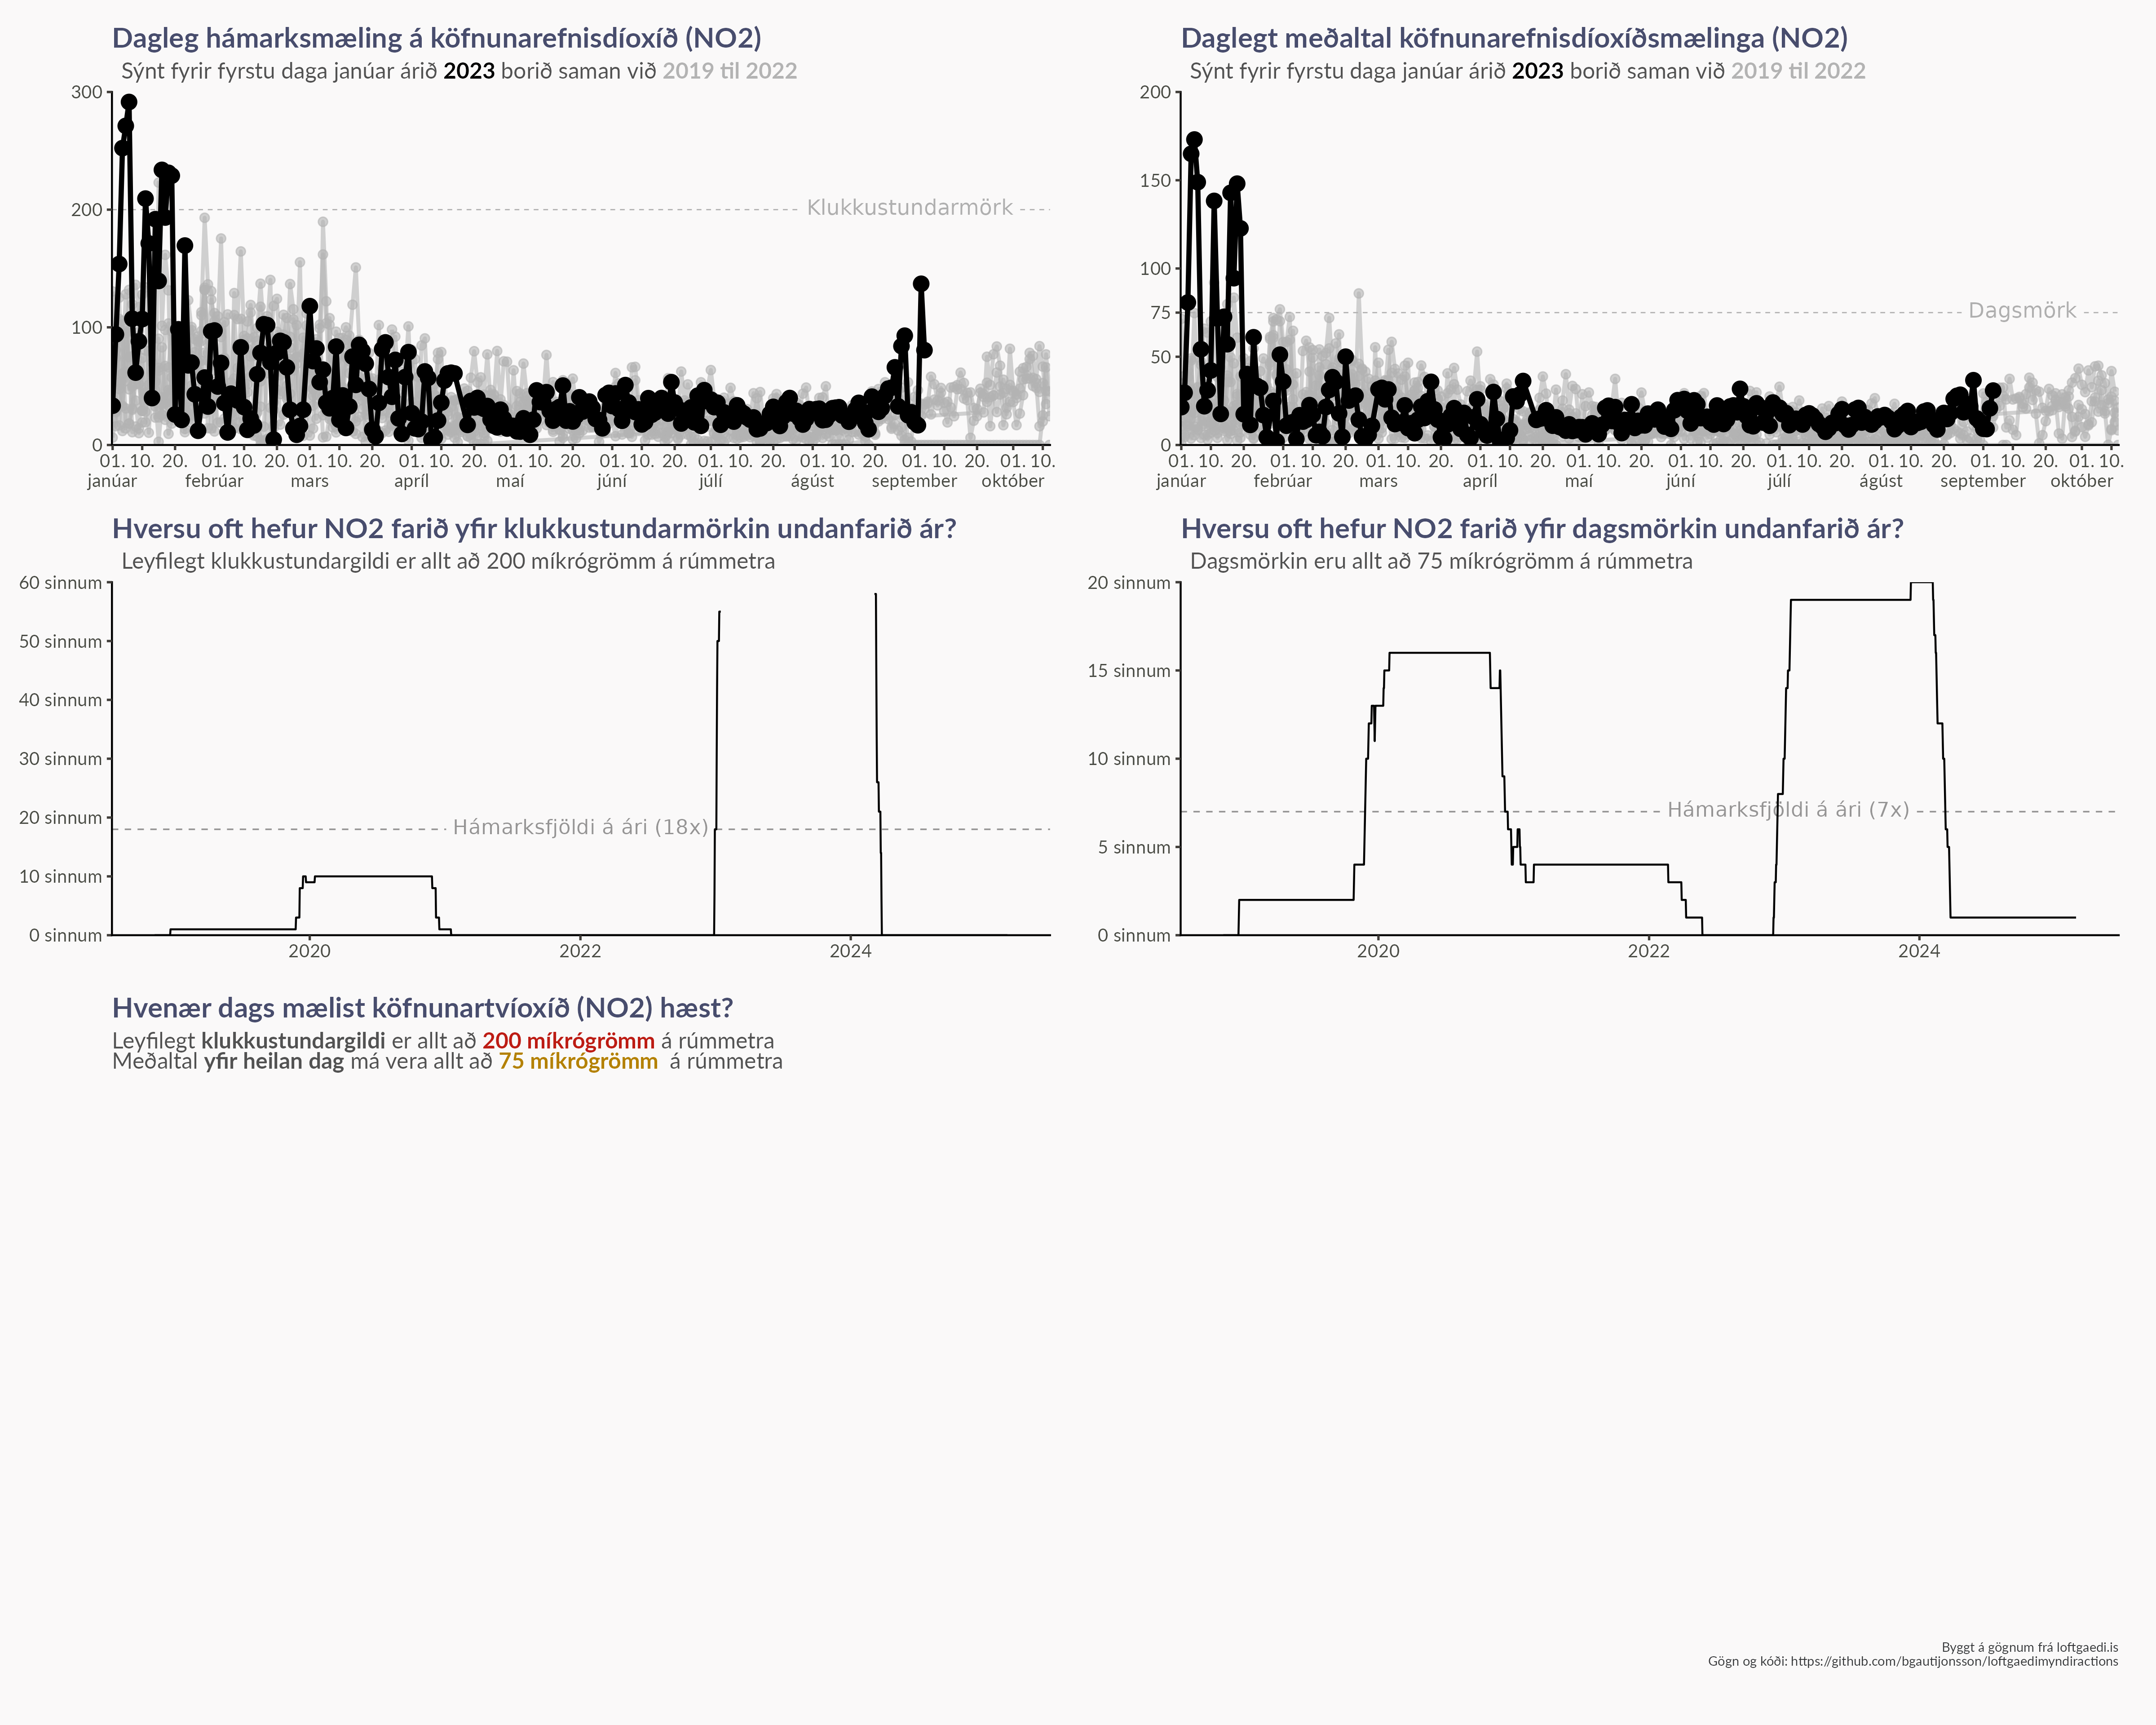 Dagleg hámarksmæling á köfnunarefnisdíoxíð (NO2)
Sýnt fyrir fyrstu daga janúar árið 2023 borið saman við 2019 til 2022
300
200
100
0
Klukkustundarmörk
01. 10. 20. 01. 10. 20. 01. 10. 20. 01. 10. 20. 01. 10. 20. 01. 10. 20. 01. 10. 20. 01. 10. 20. 01. 10. 20. 01. 10.
janúar febrúar mars apríl maí júní júlí ágúst september október
Daglegt meðaltal köfnunarefnisdíoxíðsmælinga (NO2)
Sýnt fyrir fyrstu daga janúar árið 2023 borið saman við 2019 til 2022
200
150
100
75
50
0
Dagsmörk
01. 10. 20. 01. 10. 20. 01. 10. 20. 01. 10. 20. 01. 10. 20. 01. 10. 20. 01. 10. 20. 01. 10. 20. 01. 10. 20. 01. 10.
janúar febrúar mars apríl maí júní júlí ágúst september október
Hversu oft hefur NO2 farið yfir klukkustundarmörkin undanfarið ár?
Leyfilegt klukkustundargildi er allt að 200 míkrógrömm á rúmmetra
60 sinnum
50 sinnum
40 sinnum
30 sinnum
20 sinnum
10 sinnum
0 sinnum
Hámarksfjöldi á ári (18x)
2020 2022 2024
Hversu oft hefur NO2 farið yfir dagsmörkin undanfarið ár?
Dagsmörkin eru allt að 75 míkrógrömm á rúmmetra
20 sinnum
15 sinnum
10 sinnum
5 sinnum
0 sinnum
Hámarksfjöldi á ári (7x)
2020 2022 2024
Hvenær dags mælist köfnunartvíoxíð (NO2) hæst?
Leyfilegt klukkustundargildi er allt að 200 míkrógrömm á rúmmetra
Meðaltal yfir heilan dag má vera allt að 75 míkrógrömm á rúmmetra
Byggt á gögnum frá loftgaedi.is
Gögn og kóði: https://github.com/bgautijonsson/loftgaedimyndiractions